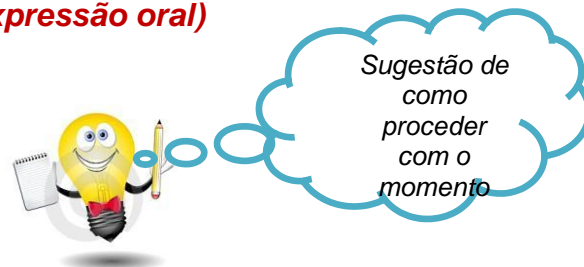 xpressão oral)
Sugestão de
como
proceder
com o
momento